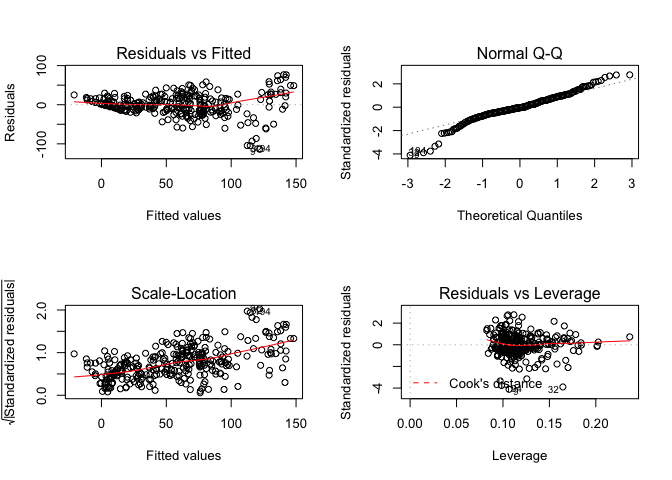 Residuals vs Fitted
Residuals
100
0
-100
0
50
100
150
Fitted values
Normal Q-Q
Standardized residuals
2
0
-2
-4
-3
-2
-1
0
1
2
3
Theoretical Quantiles
Scale-Location
√|Standardized residuals|
2.0
1.0
0.0
0
50
100
150
Fitted values
Residuals vs Leverage
Standardized residuals
2
0
-4
Cook's distance
32
0.00
0.05
0.10
0.15
0.20
Leverage